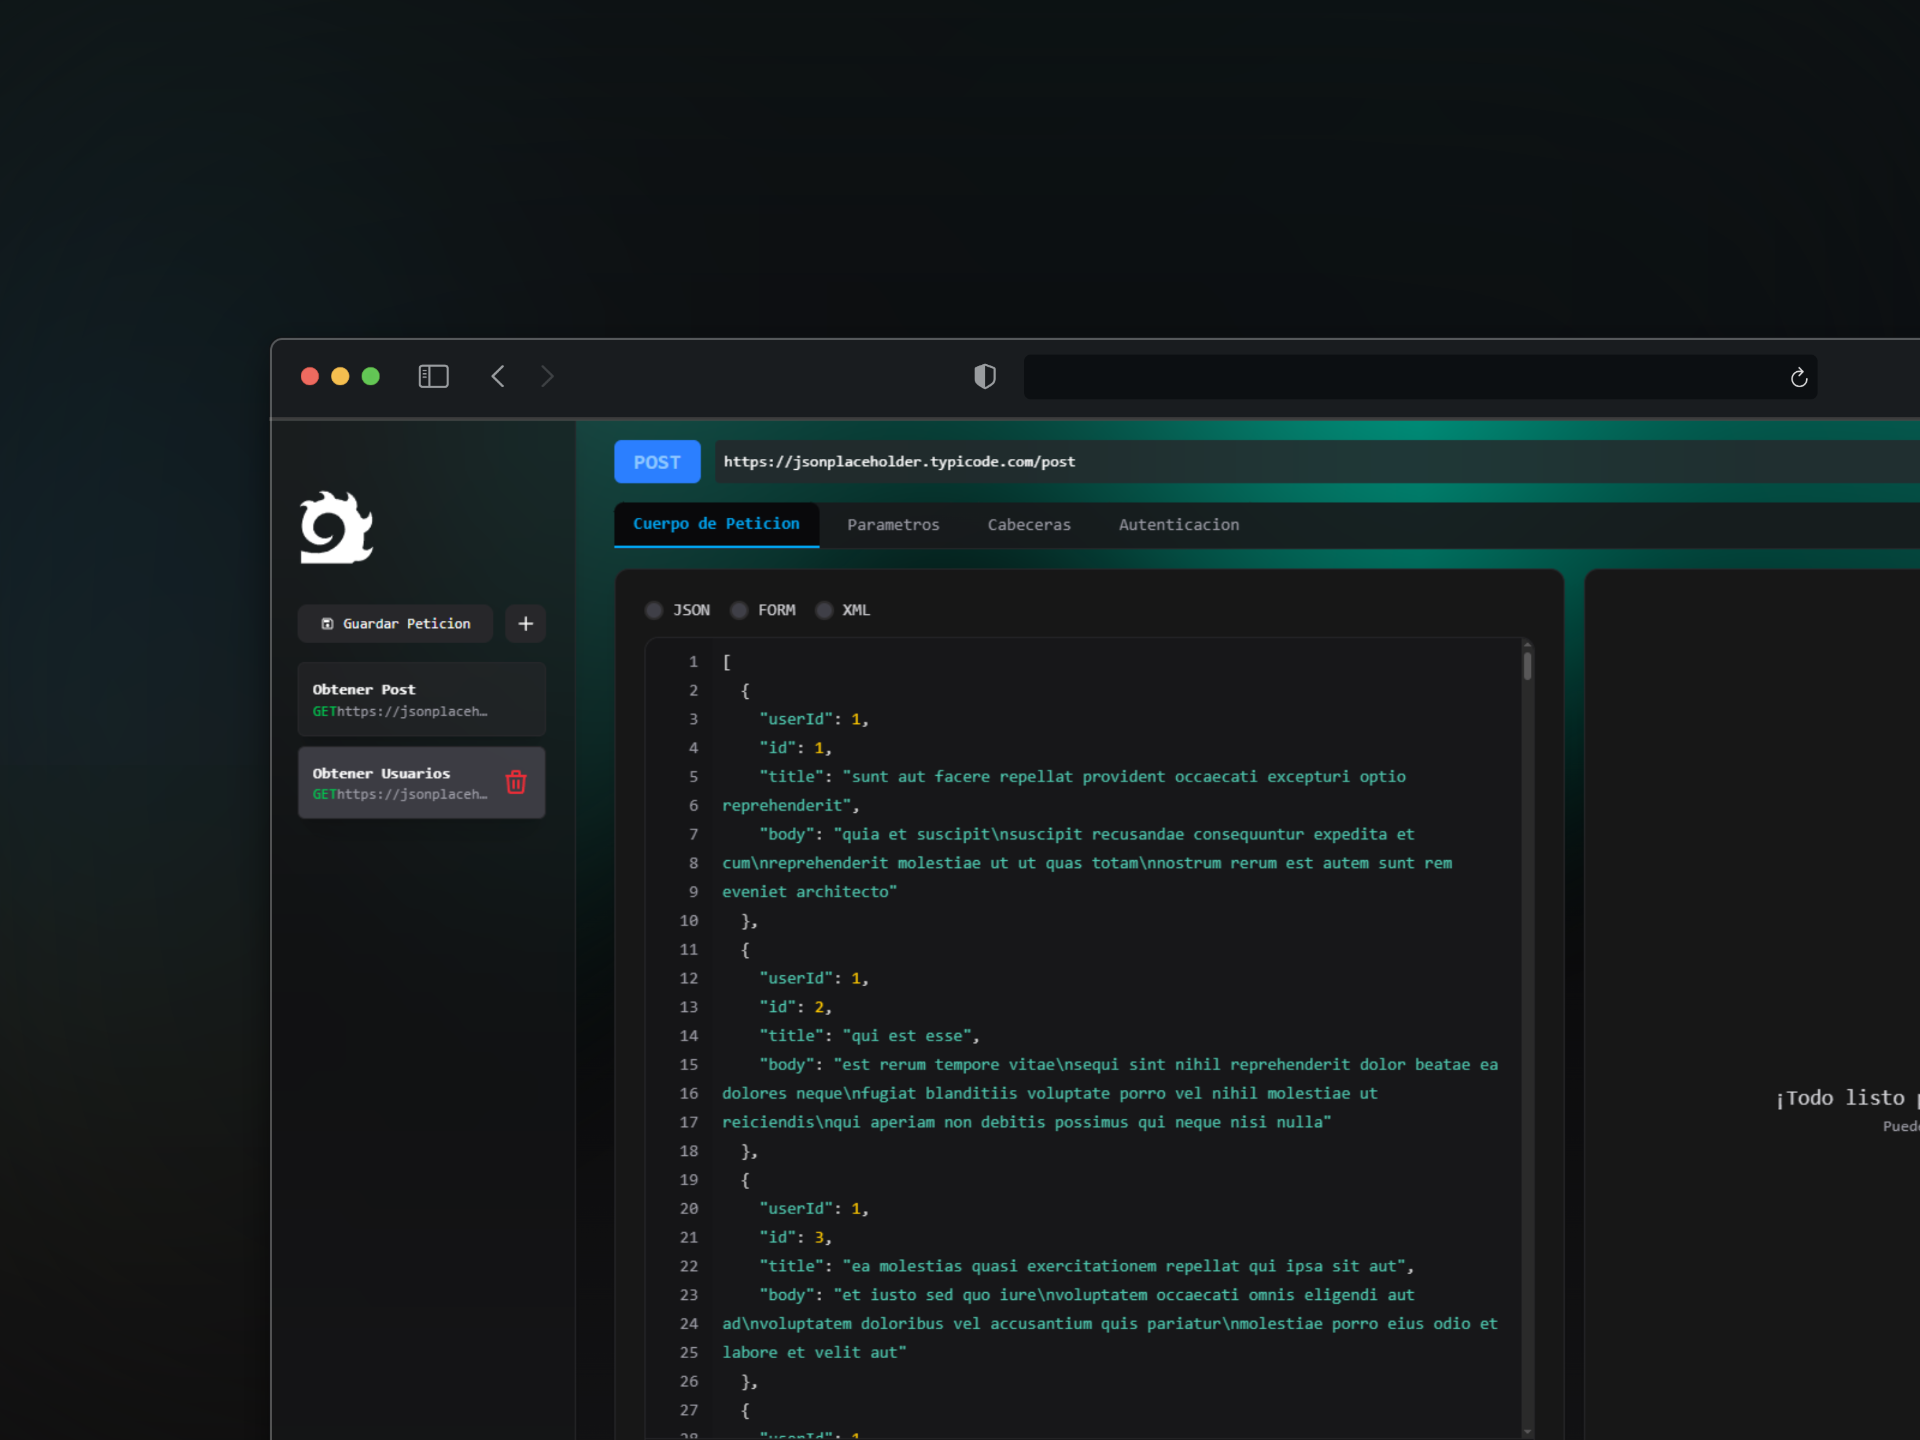 POST
https://jsonplaceholder.typicode.com/post
Cuerpo de Peticion
Parametros
Cabeceras
Autenticacion
Guardar Peticion
+
Obtener Post
GEThttps://jsonplaceh…
Obtener Usuarios
GEThttps://jsonplaceh…
JSON
FORM
XML
1 [
2 {
3 "userId": 1,
4 "id": 1,
5 "title": "sunt aut facere repellat provident occaecati excepturi optio
6 reprehenderit",
7 "body": "quia et suscipit\nsuscipit recusandae consequuntur expedita et
8 cum\nreprehenderit molestiae ut ut quas totam\nnostrum rerum est autem sunt rem
9 eveniet architecto"
10 },
11 {
12 "userId": 1,
13 "id": 2,
14 "title": "qui est esse",
15 "body": "est rerum tempore vitae\nsequi sint nihil reprehenderit dolor beatae ea
16 dolores neque\nfugiat blanditiis voluptate porro vel nihil molestiae ut
17 reiciendis\nqui aperiam non debitis possimus qui neque nisi nulla"
18 },
19 {
20 "userId": 1,
21 "id": 3,
22 "title": "ea molestias quasi exercitationem repellat qui ipsa sit aut",
23 "body": "et iusto sed quo iure\nvoluptatem occaecati omnis eligendi aut
24 ad\nvoluptatem doloribus vel accusantium quis pariatur\nmolestiae porro eius odio et
25 labore et velit aut"
26 },
27 {
28 "userId": 1
¡Todo listo